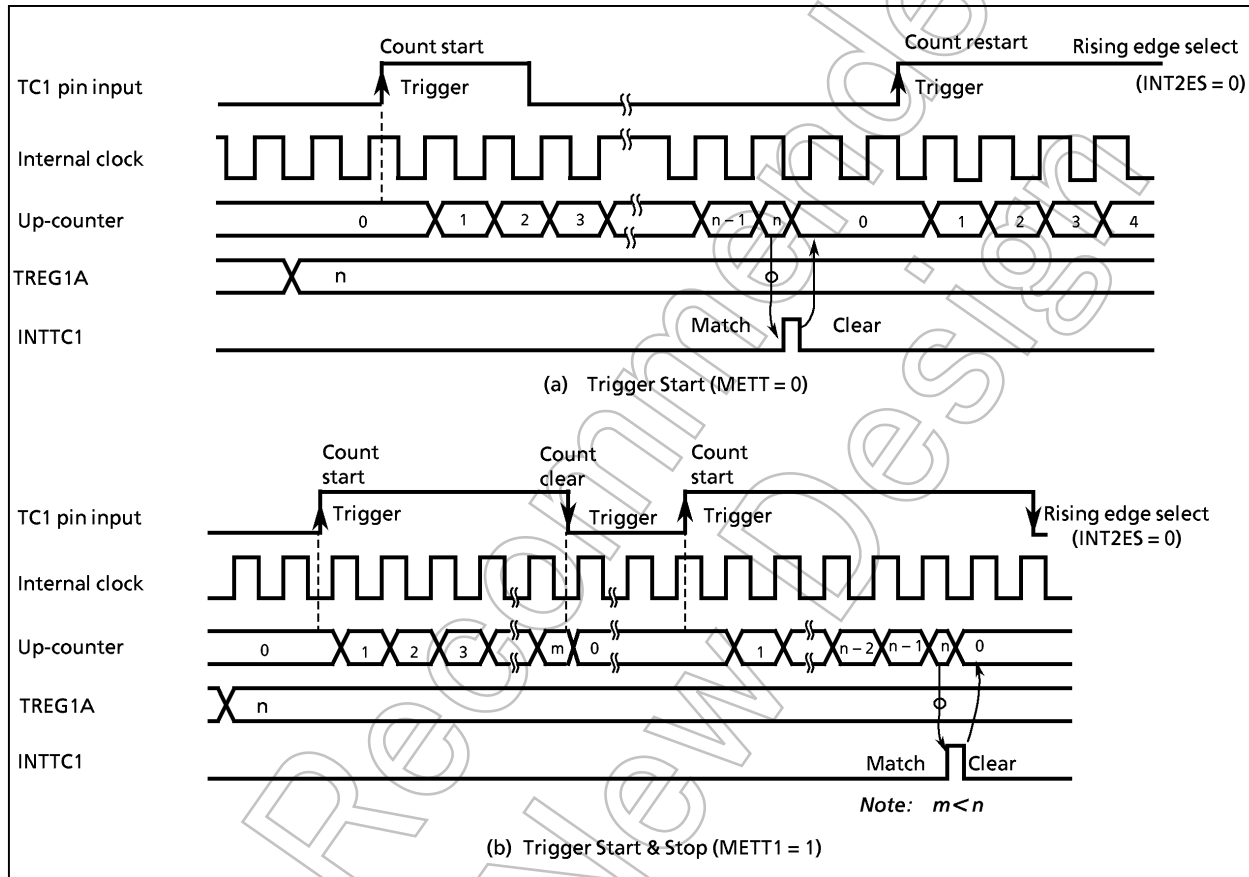 Count start
Count restart
Rising edge select
TC1 pin input
Trigger
Trigger
(INT2ES = 0)
Internal clock
Up-counter
0
1
2
3
n – 1
n
0
1
2
3
4
TREG1A
n
INTTC1
Match
Clear
(a) Trigger Start (METT = 0)
Count
start
Count
clear
Count
start
TC1 pin input
Trigger
Trigger
Trigger
Rising edge select
(INT2ES = 0)
Internal clock
Up-counter
0
1
2
3
m
0
1
n – 2
n – 1
n
0
TREG1A
n
INTTC1
Match
Clear
Note: m < n
(b) Trigger Start & Stop (METT1 = 1)
Recommende
New Design